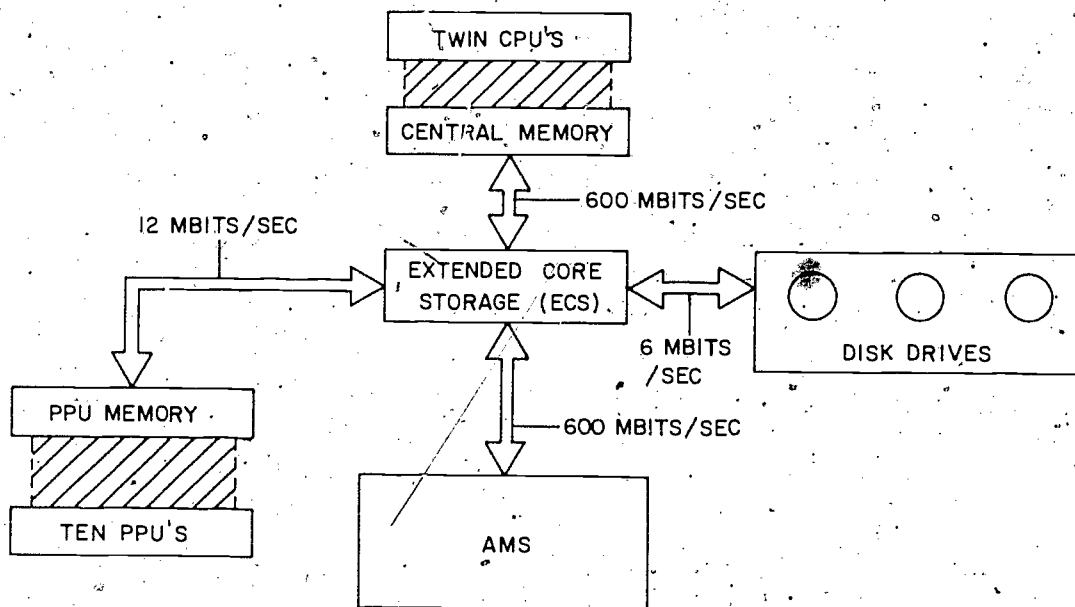 TWIN CPU'S
CENTRAL MEMORY
600 MBITS/SEC
12 MBITS/SEC
EXTENDED CORE
STORAGE (ECS)
6 MBITS
/SEC
DISK DRIVES
PPU MEMORY
600 MBITS/SEC
TEN PPU'S
AMS